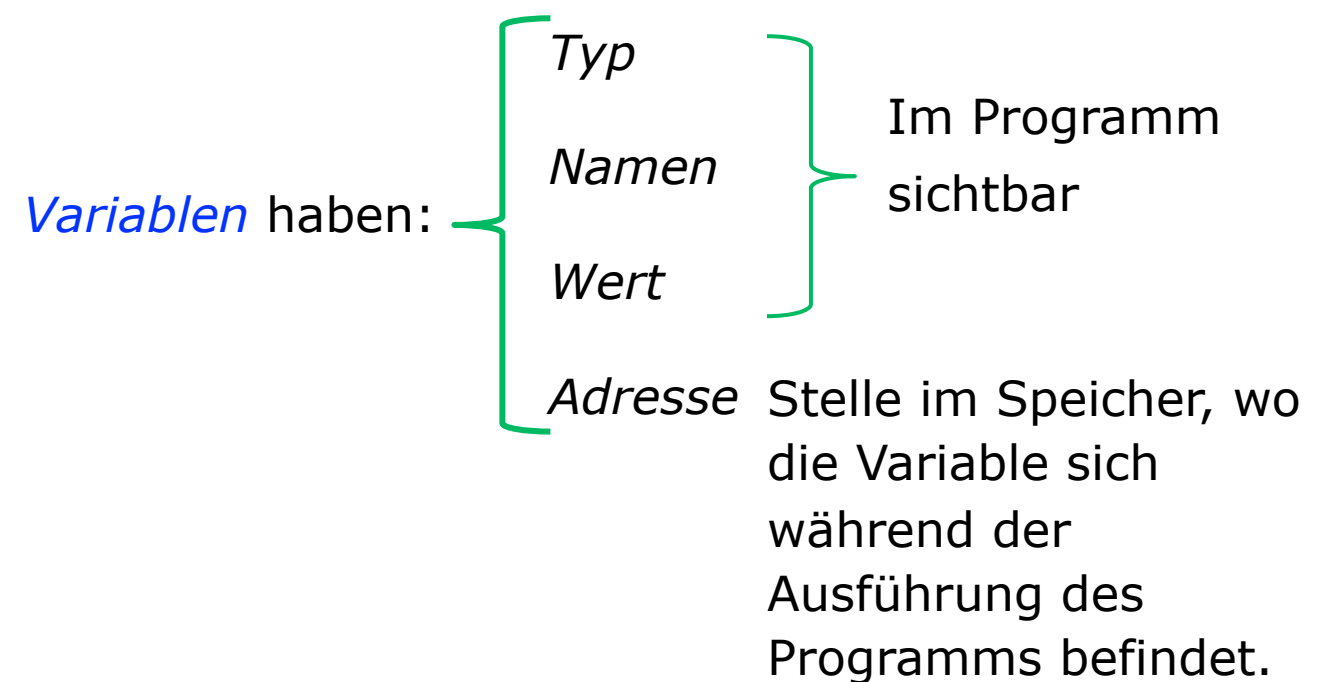 Typ
Namen
Wert
Adresse
Variablen haben:
Im Programm
sichtbar
Stelle im Speicher, wo
die Variable sich
während der
Ausführung des
Programms befindet.